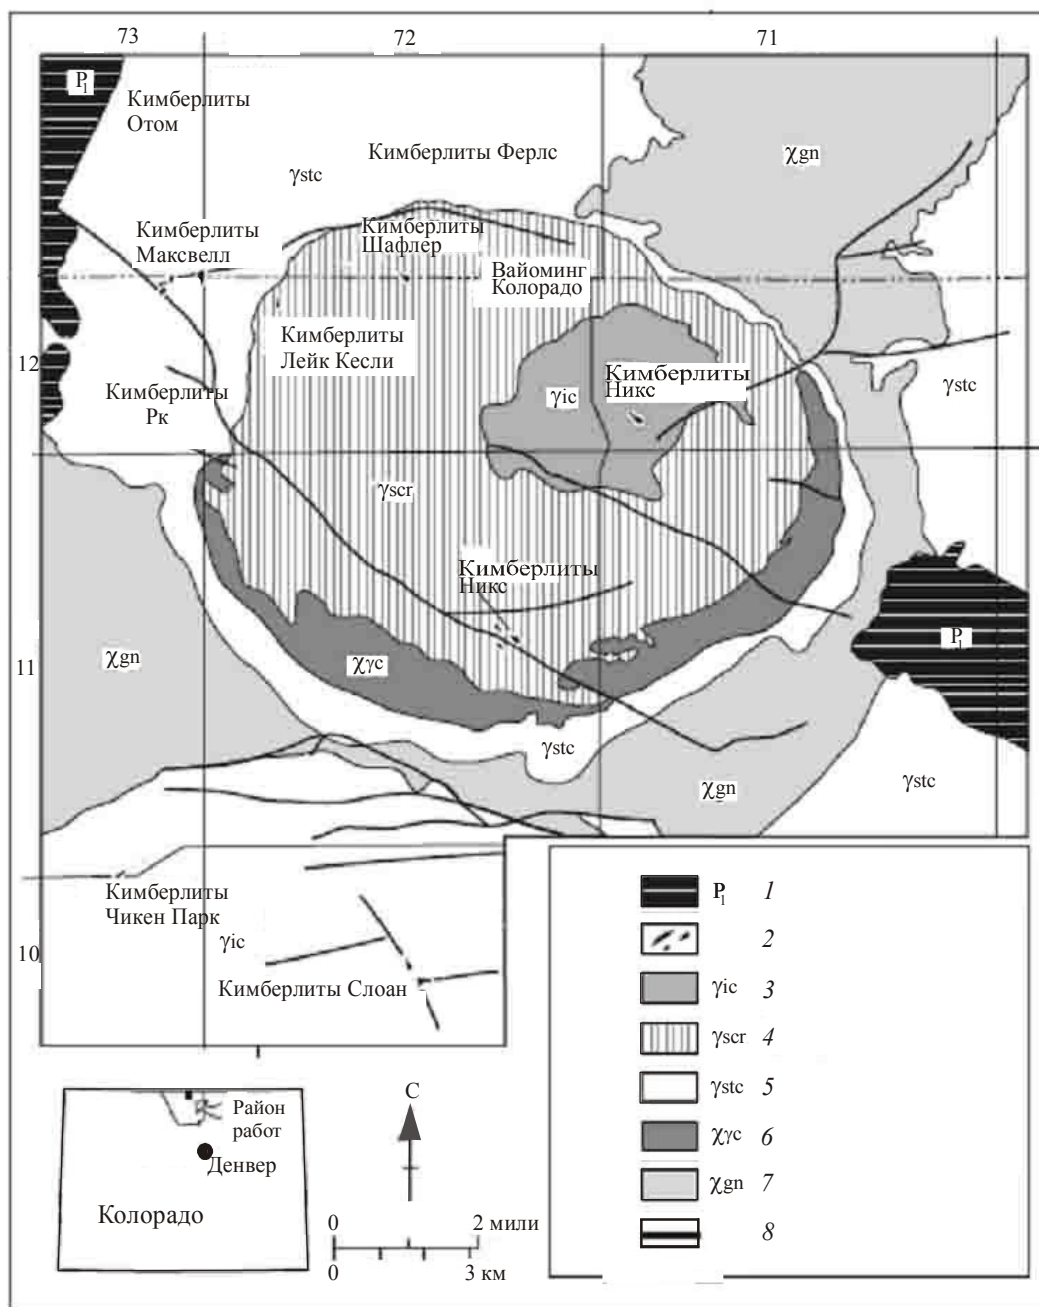 73
72
71
P₁
Кимберлиты
Отом
Кимберлиты Ферлс
χgn
γstc
Кимберлиты
Максвелл
Кимберлиты
Шафлер
Вайоминг
Колорадо
12
Кимберлиты
Лейк Кесли
Кимберлиты
Никс
γstc
Кимберлиты
Рк
γic
γscr
Кимберлиты
Никс
11
χgn
χγc
P₁
γstc
χgn
γstc
Кимберлиты
Чикен Парк
γic
10
Кимберлиты Слоан
P₁ 1
2
γic 3
γscr 4
γstc 5
χγc 6
χgn 7
8
Район
работ
Денвер
Колорадо
С
0 2 мили
0 3 км